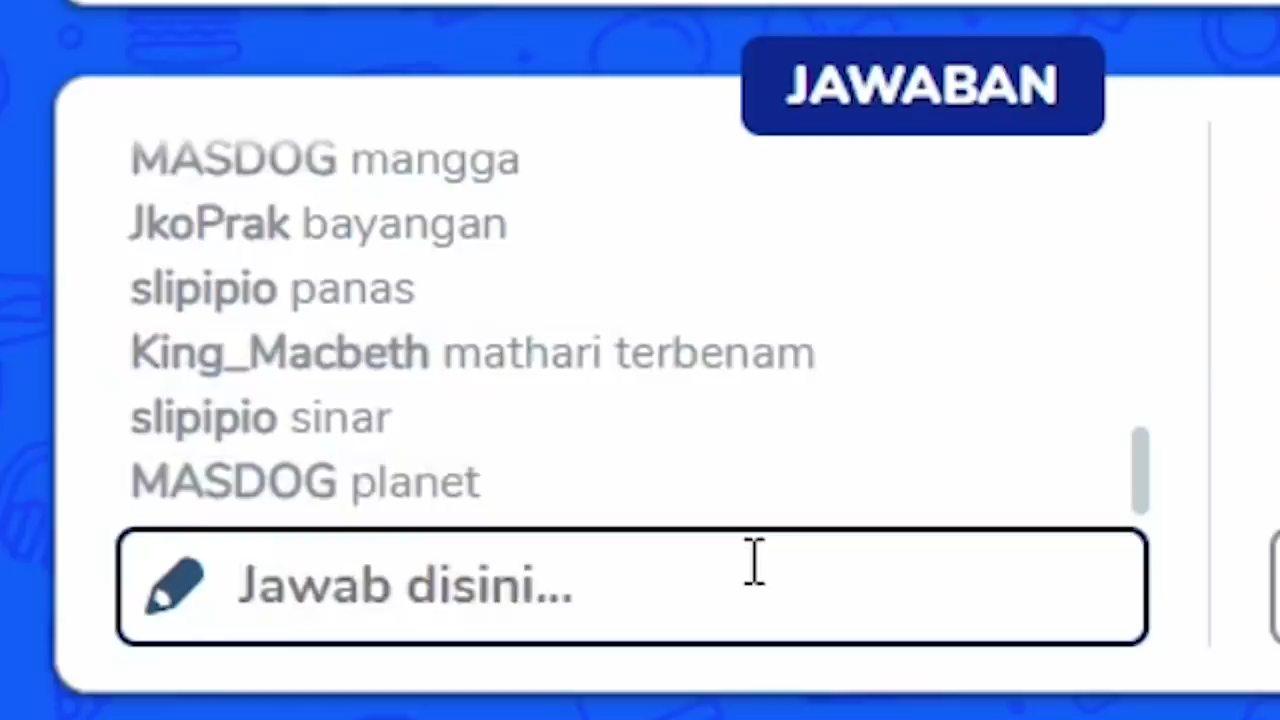 JAWABAN
MASDOG mangga
JkoPrak bayangan
slipipio panas
King_Macbeth mathari terbenam
slipipio sinar
MASDOG planet
Jawab disini...